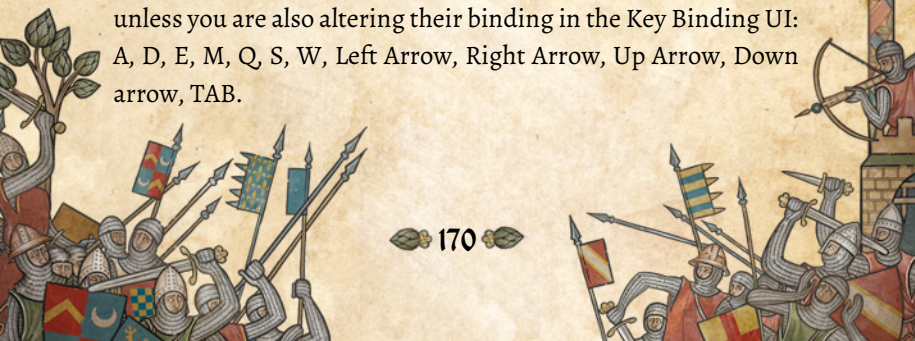 unless you are also altering their binding in the Key Binding UI:
A, D, E, M, Q, S, W, Left Arrow, Right Arrow, Up Arrow, Down
arrow, TAB.
170